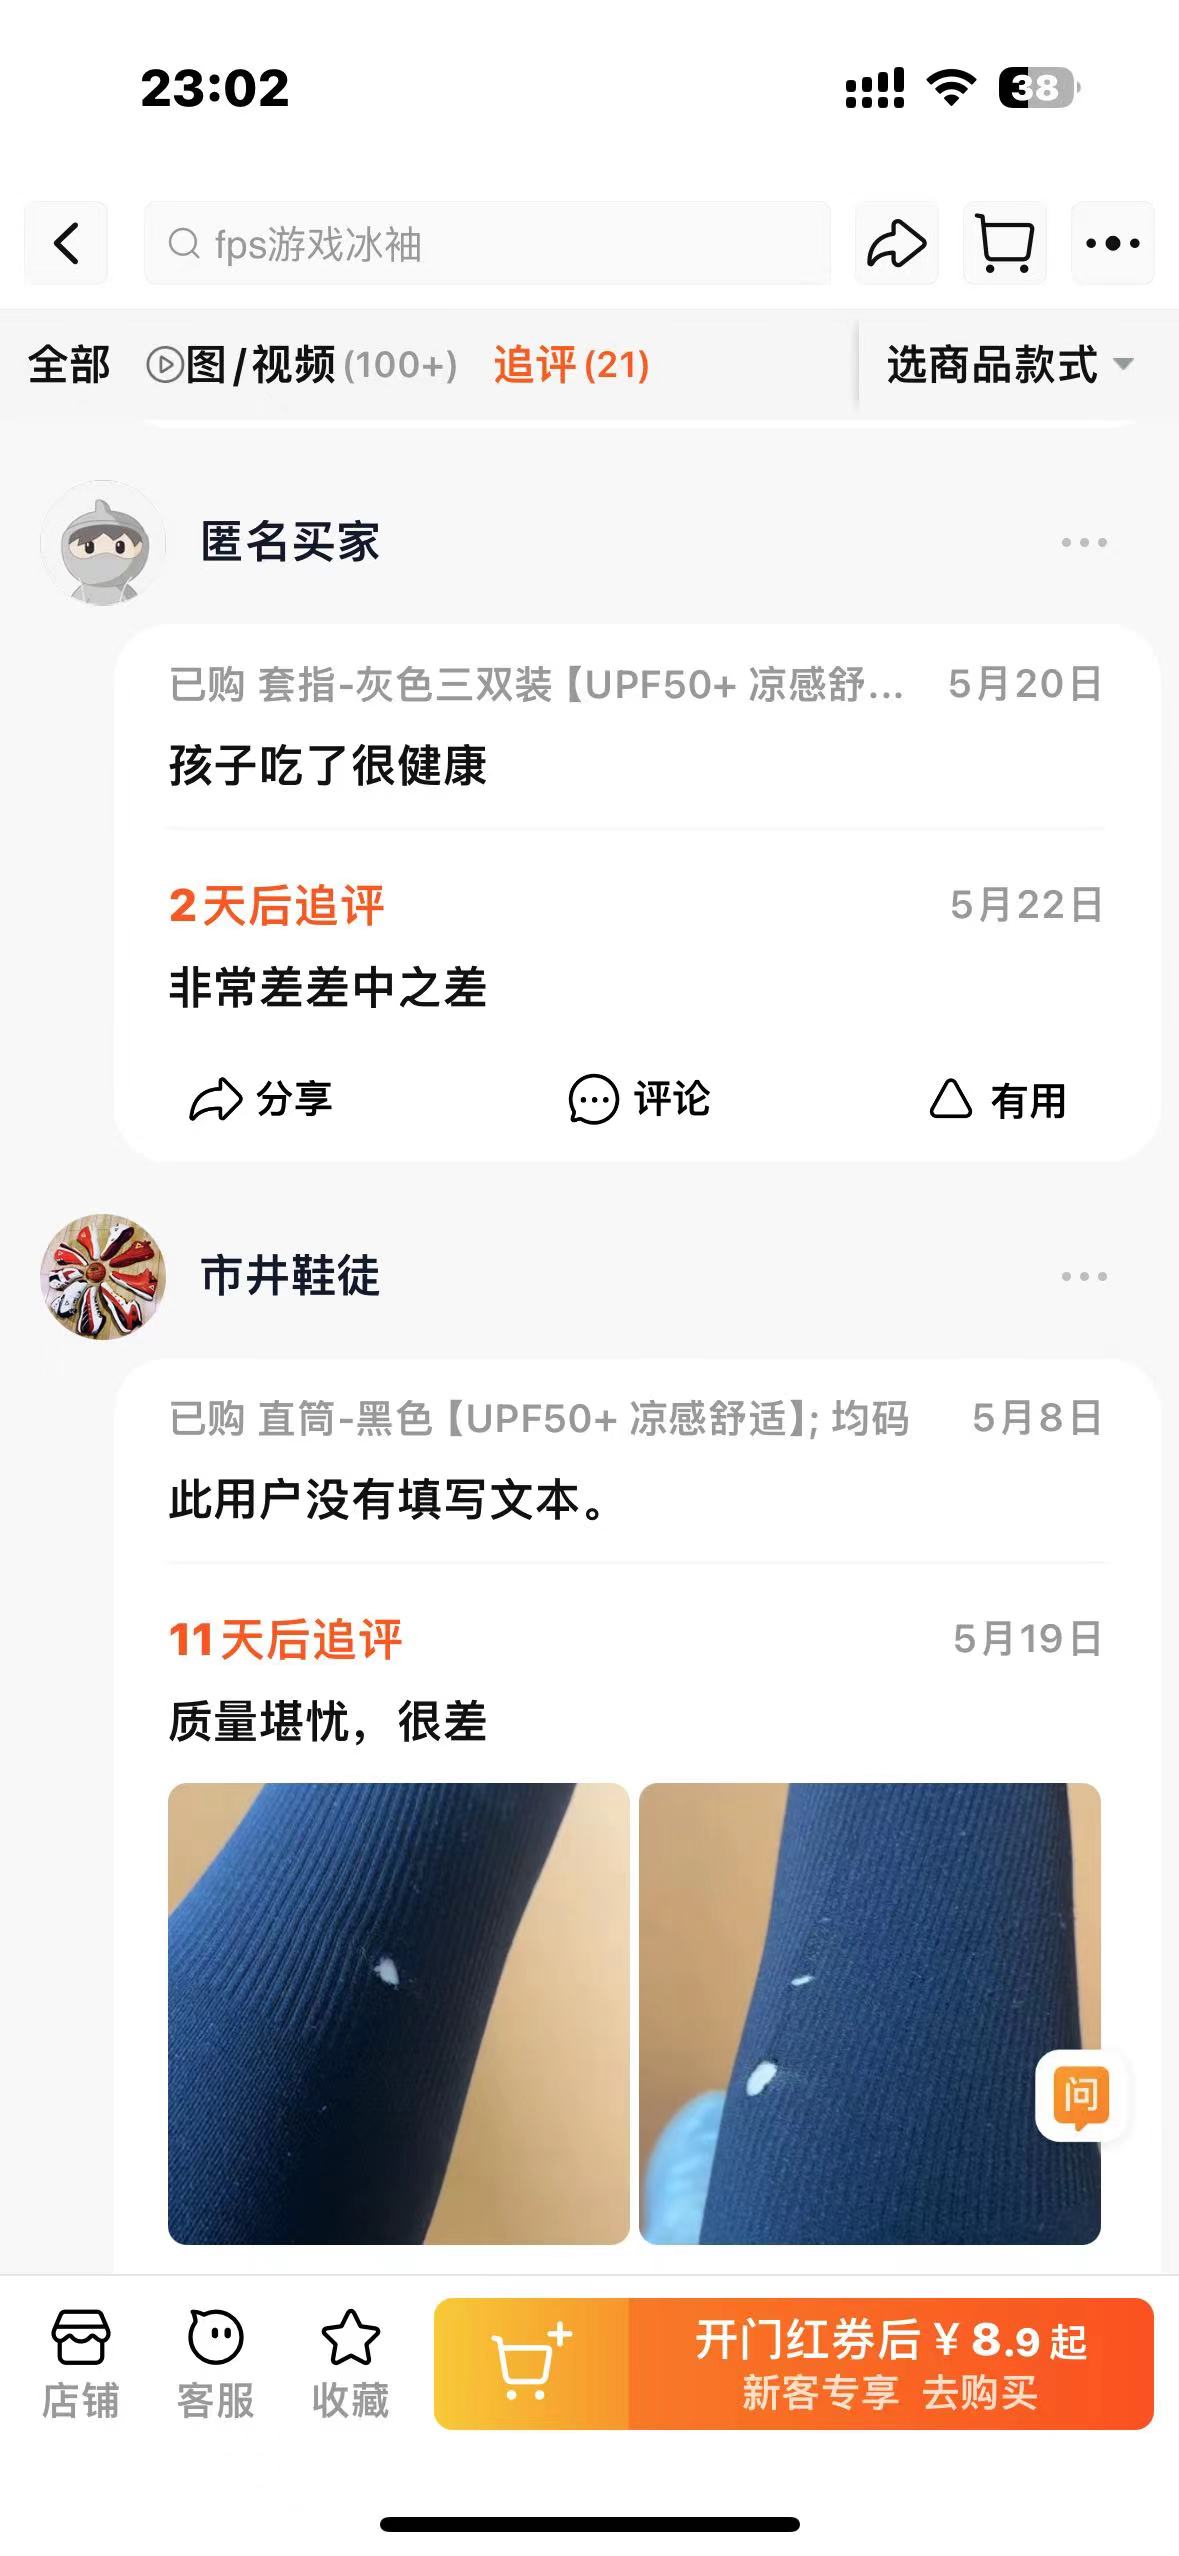 23:02
38
fps游戏冰袖
全部 图/视频(100+) 追评(21) 选商品款式
匿名买家
已购 套指-灰色三双装【UPF50+ 凉感舒... 5月20日
孩子吃了很健康
2天后追评 5月22日
非常差差中之差
分享 评论 有用
市井鞋徒
已购 直筒-黑色【UPF50+ 凉感舒适】; 均码 5月8日
此用户没有填写文本。
11天后追评 5月19日
质量堪忧，很差
问
店铺 客服 收藏
开门红券后￥8.9起
新客专享 去购买